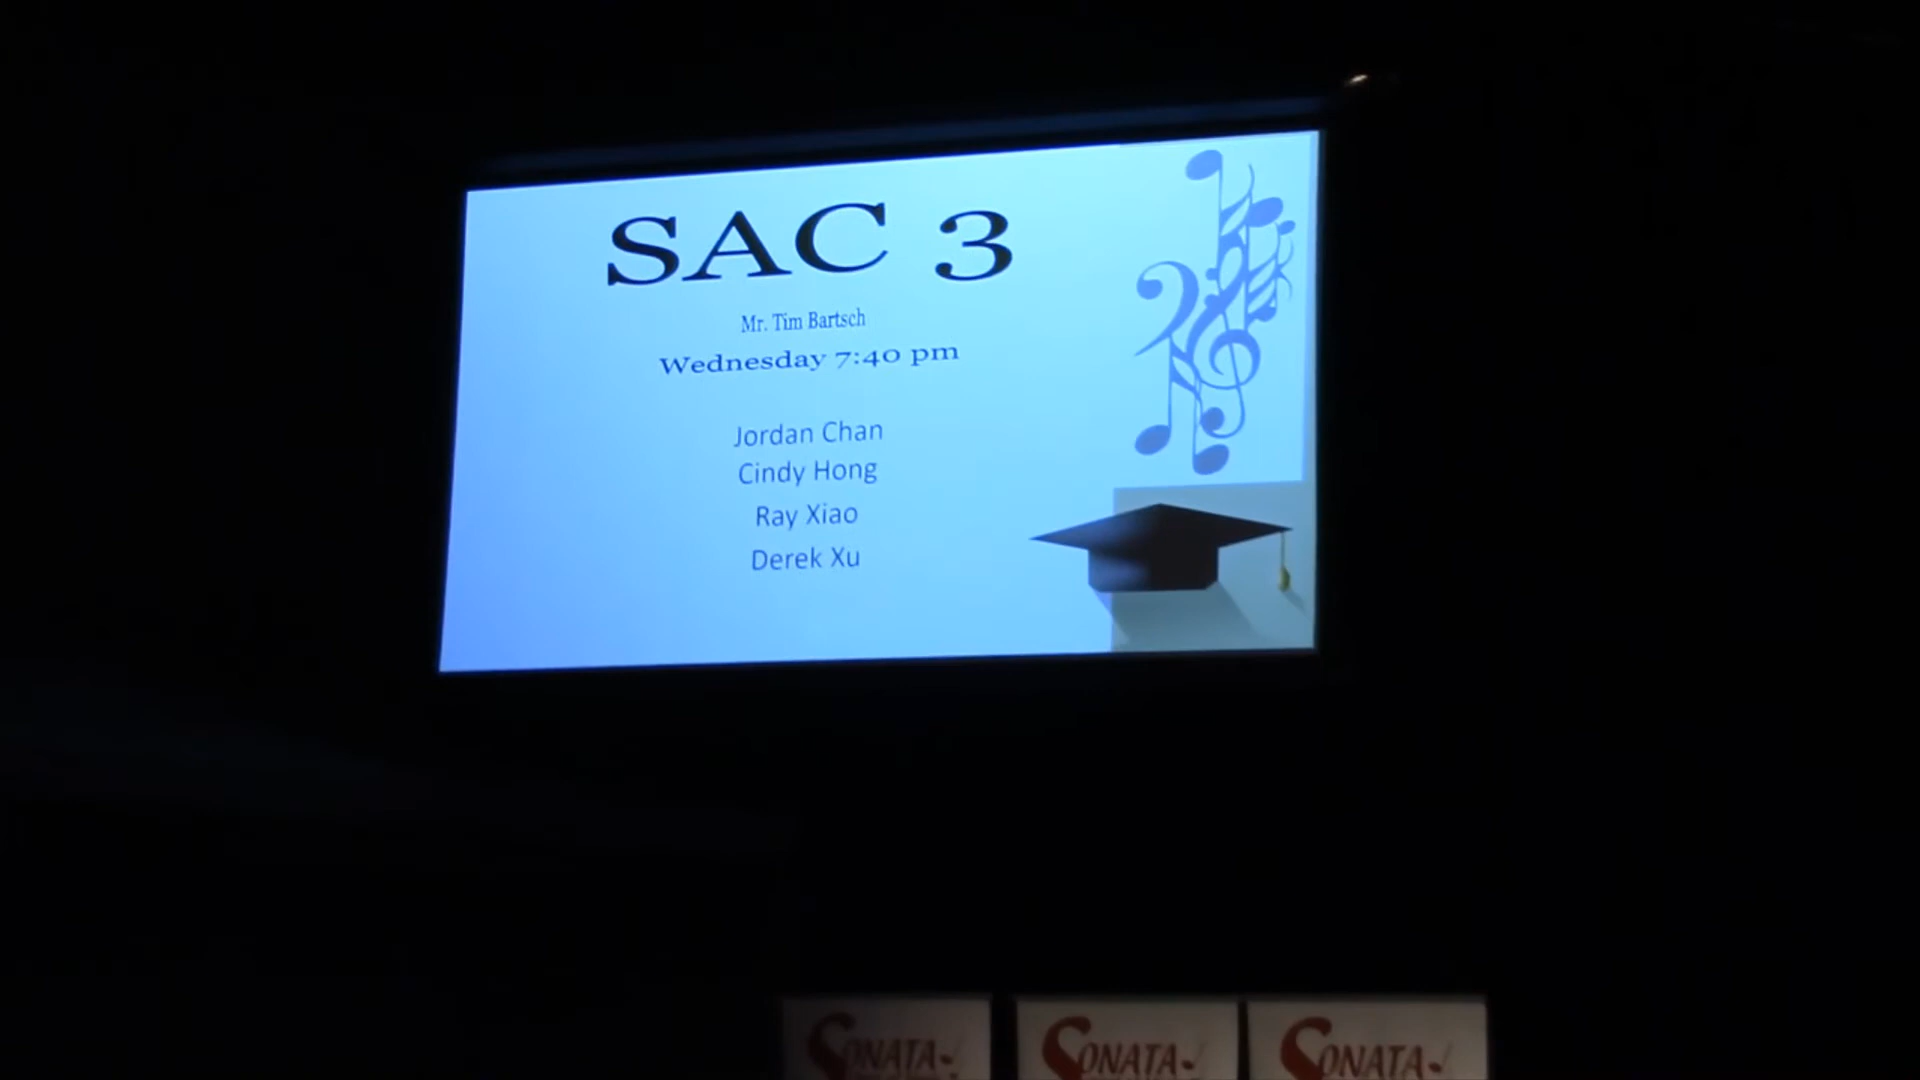 SAC 3
Mr. Tim Bartsch
Wednesday 7:40 pm
Jordan Chan
Cindy Hong
Ray Xiao
Derek Xu
SONATA
SONATA
SONATA